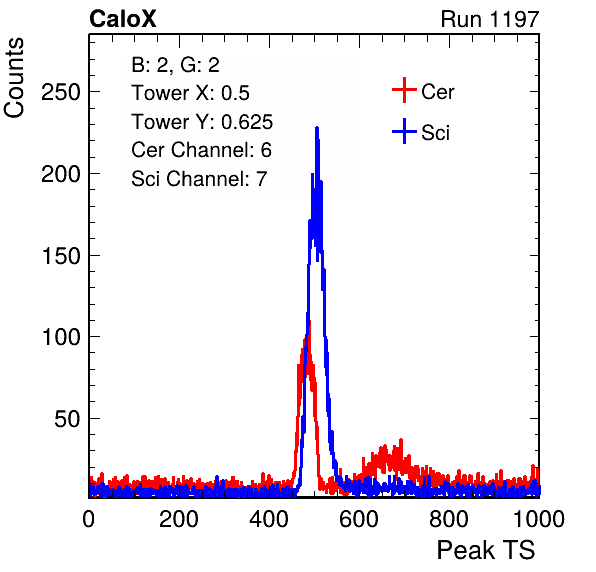 CaloX Run 1197
Counts
B: 2, G: 2
Tower X: 0.5
Tower Y: 0.625
Cer Channel: 6
Sci Channel: 7
Cer
Sci
250
200
150
100
50
0 200 400 600 800 1000
Peak TS